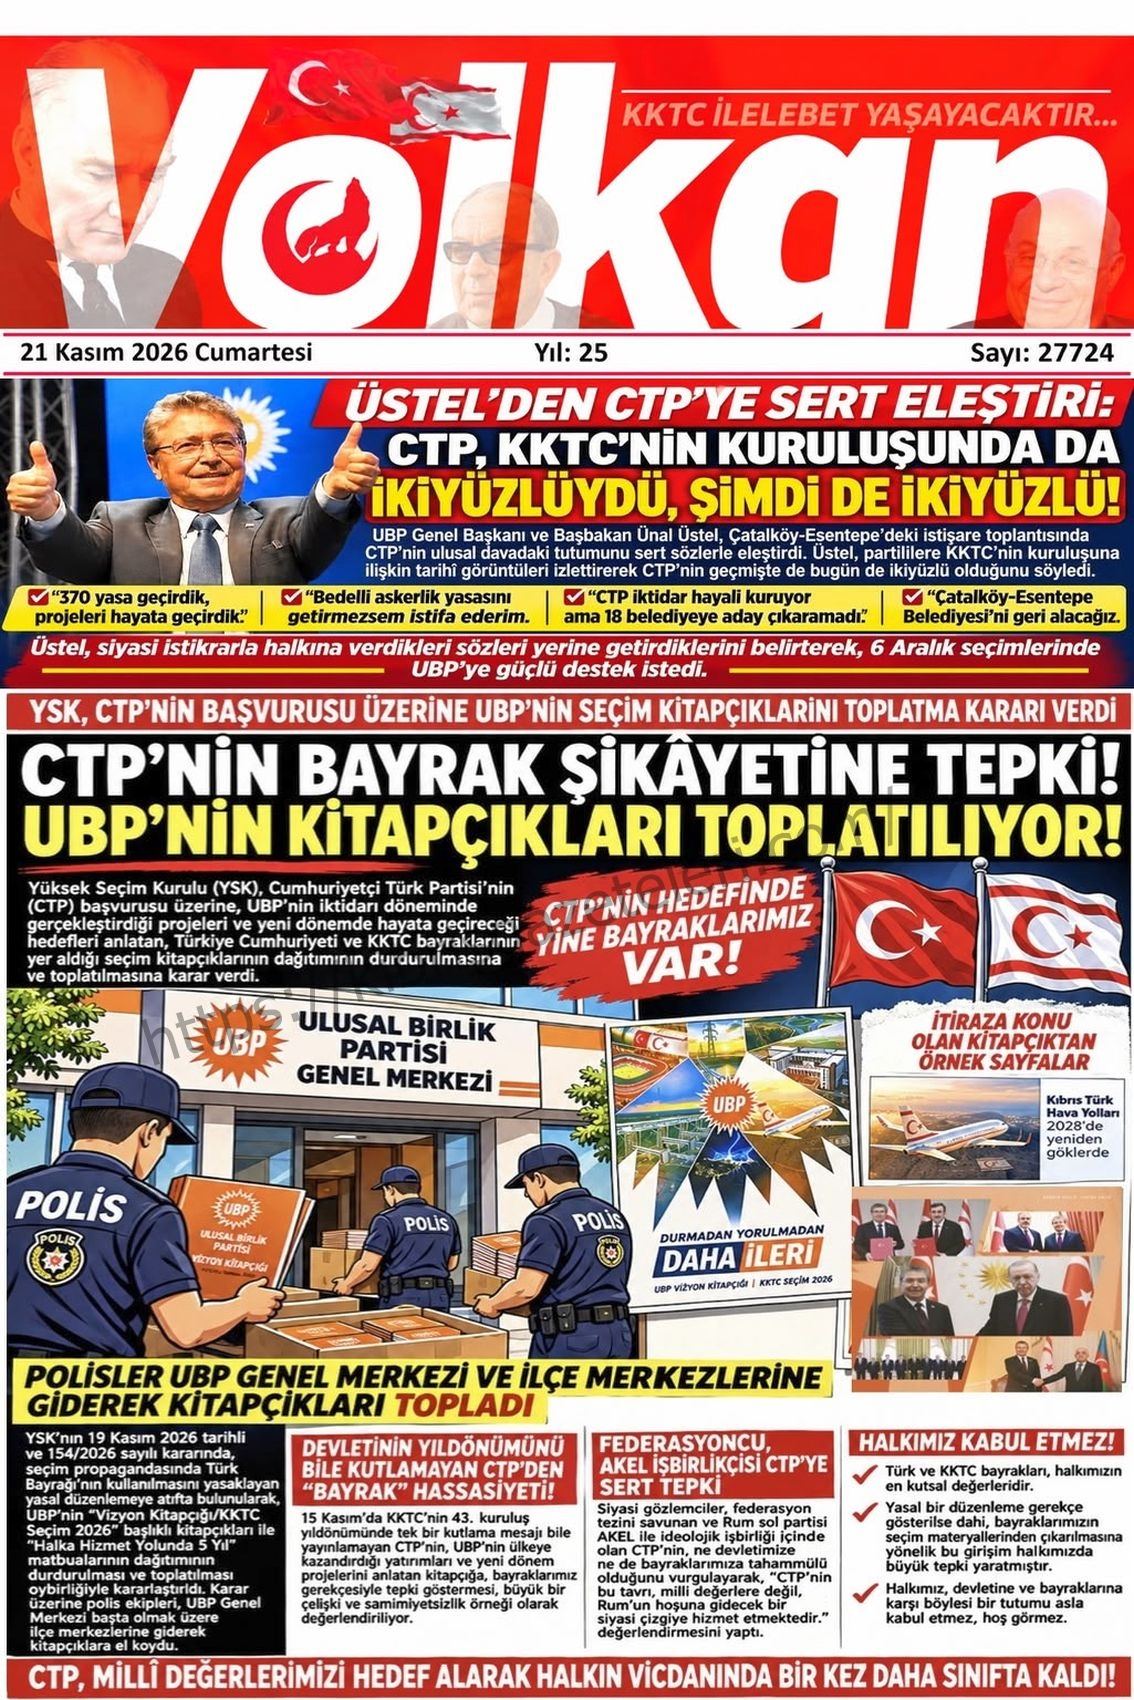 Volkan
KKTC İLELEBET YAŞAYACAKTIR...
21 Kasım 2026 Cumartesi
Yıl: 25
Sayı: 27724
ÜSTEL'DEN CTP'YE SERT ELEŞTİRİ:
CTP, KKTC'NİN KURULUŞUNDA DA
İKİYÜZLÜYDÜ, ŞİMDİ DE İKİYÜZLÜ!
UBP Genel Başkanı ve Başbakan Ünal Üstel, Çatalköy-Esentepe'deki istişare toplantısında
CTP'nin ulusal davadaki tutumunu sert sözlerle eleştirdi. Üstel, partililere KKTC'nin kuruluşuna
ilişkin tarihî görüntüleri izlettirerek CTP'nin geçmişte de bugün de ikiyüzlü olduğunu söyledi.
"370 yasa geçirdik,
projeleri hayata geçirdik."
"Bedelli askerlik yasasını
getirmezsem istifa ederim.
"CTP iktidar hayali kuruyor
ama 18 belediyeye aday çıkaramadı."
"Çatalköy-Esentepe
Belediyesi'ni geri alacağız.
Üstel, siyasi istikrarla halkına verdikleri sözleri yerine getirdiklerini belirterek, 6 Aralık seçimlerinde
UBP'ye güçlü destek istedi.
YSK, CTP'NİN BAŞVURUSU ÜZERİNE UBP'NİN SEÇİM KİTAPÇIKLARİNI TOPLATMA KARARI VERDİ
CTP'NİN BAYRAK ŞİKÂYETİNE TEPKİ!
UBP'NİN KİTAPÇIKLARI TOPLATILIYOR!
Yüksek Seçim Kurulu (YSK), Cumhuriyetçi Türk Partisi'nin
(CTP) başvurusu üzerine, UBP'nin iktidarı döneminde
gerçekleştirdiği projeleri ve yeni dönemde hayata geçireceği
hedefleri anlatan, Türkiye Cumhuriyeti ve KKTC bayraklarının
yer aldığı seçim kitapçıklarının dağıtımının durdurulmasına
ve toplatılmasına karar verdi.
CTP'NİN HEDEFİNDE
YİNE BAYRAKLARIMIZ
VAR!
İTİRAZA KONU
OLAN KİTAPÇIKTAN
ÖRNEK SAYFALAR
Kıbrıs Türk
Hava Yolları
2028'de
yeniden
göklerde
UBP
ULUSAL BİRLİK
PARTİSİ
GENEL MERKEZİ
POLİS
POLİS
UBP
ULUSAL BİRLİK
PARTİSİ
VİZYON KİTAPÇIĞI
POLİS
POLİS
UBP
DURMADAN YORULMADAN
DAHA İLERİ
UBP VİZYON KİTAPÇIĞI | KKTC SEÇİM 2026
POLİSLER UBP GENEL MERKEZİ VE İLÇE MERKEZLERİNE
GİDEREK KİTAPÇIKLARI TOPLADI
YSK'nın 19 Kasım 2026 tarihli
ve 154/2026 sayılı kararında,
seçim propagandasında Türk
Bayrağı'nın kullanılmasını yasaklayan
yasal düzenlemeye atıfta bulunularak,
UBP'nin "Vizyon Kitapçığı/KKTC
Seçim 2026" başlıklı kitapçıkları ile
"Halka Hizmet Yolunda 5 Yıl"
matbualarının dağıtımının
durdurulması ve toplatılması
oybirliğiyle kararlaştırıldı. Karar
üzerine polis ekipleri, UBP Genel
Merkezi başta olmak üzere
ilçe merkezlerine giderek
kitapçıklara el koydu.
DEVLETİNİN YILDÖNÜMÜNÜ
BİLE KUTLAMAYAN CTP'DEN
"BAYRAK" HASSASİYETİ!
15 Kasım'da KKTC'nin 43. kuruluş
yıldönümünde tek bir kutlama mesajı bile
yayınlamayan CTP'nin, UBP'nin ülkeye
kazandırdığı yatırımları ve yeni dönem
projelerini anlatan kitapçığa, bayraklarımız
gerekçesiyle tepki göstermesi, büyük bir
çelişki ve samimiyetsizlik örneği olarak
değerlendiriliyor.
FEDERASYONCU,
AKEL İŞBİRLİKÇİSİ CTP'YE
SERT TEPKİ
Siyasi gözlemciler, federasyon
tezini savunan ve Rum sol partisi
AKEL ile ideolojik işbirliği içinde
olan CTP'nin, ne devletimize
ne de bayraklarımıza tahammülü
olduğunu vurgulayarak, "CTP'nin
bu tavrı, milli değerlere değil,
Rum'un hoşuna gidecek bir
siyasi çizgiye hizmet etmektedir."
değerlendirmesini yaptı.
HALKIMIZ KABUL ETMEZ!
Türk ve KKTC bayrakları, halkımızın
en kutsal değerleridir.
Yasal bir düzenleme gerekçe
gösterilse dahi, bayraklarımızın
seçim materyallerinden çıkarılmasına
yönelik bu girişim halkımızda
büyük tepki yaratmıştır.
Halkımız, devletine ve bayraklarına
karşı böylesi bir tutumu asla
kabul etmez, hoş görmez.
CTP, MİLLÎ DEĞERLERİMİZİ HEDEF ALARAK HALKIN VİCDANINDA BİR KEZ DAHA SINIFTA KALDI!